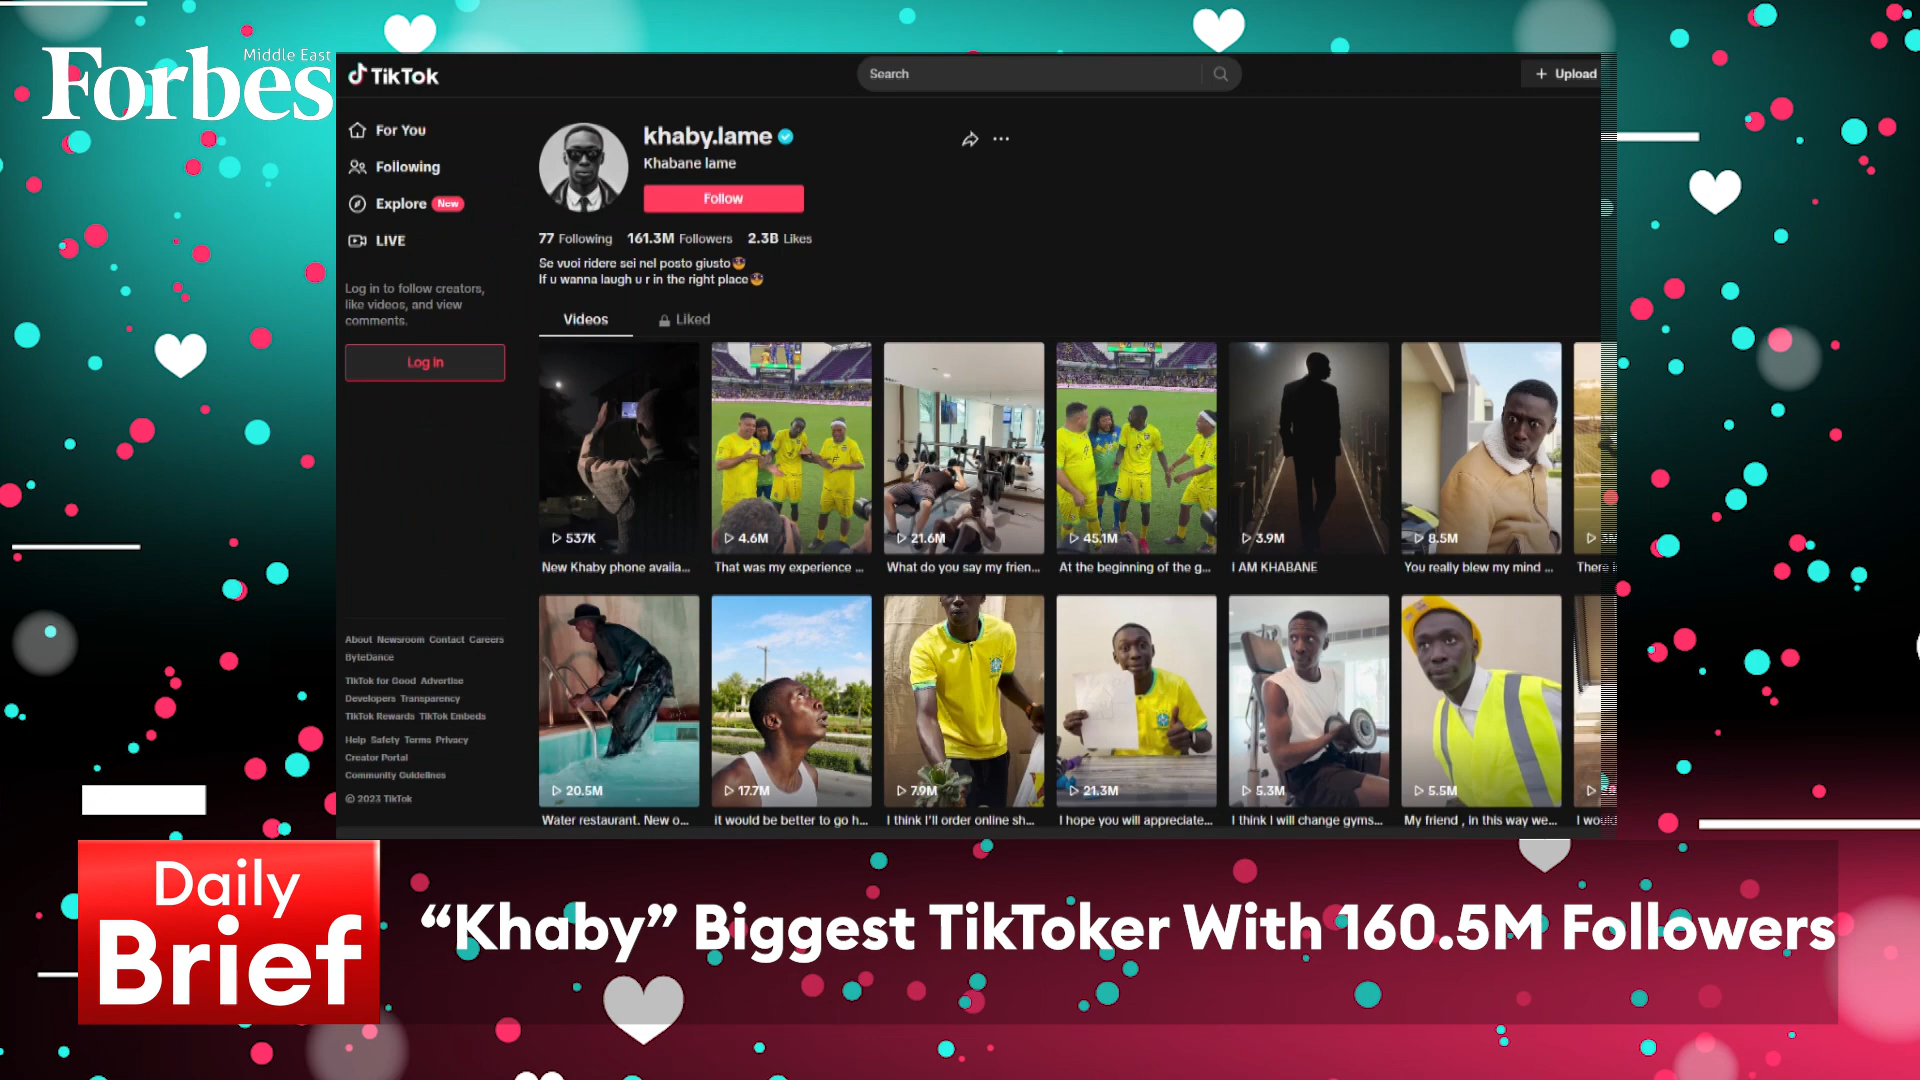 Middle East
Forbes
TikTok
Search
+ Upload
For You
Following
Explore New
LIVE
Log in to follow creators,
like videos, and view
comments.
Log in
About Newsroom Contact Careers
ByteDance
TikTok for Good Advertise
Developers Transparency
TikTok Rewards TikTok Embeds
Help Safety Terms Privacy
Creator Portal
Community Guidelines
© 2023 TikTok
khaby.lame
Khabane lame
Follow
77 Following 161.3M Followers 2.3B Likes
Se vuoi ridere sei nel posto giusto
If u wanna laugh u r in the right place
Videos Liked
537K 4.6M 21.6M 45.1M 3.9M 8.5M
New Khaby phone availa... That was my experience ... What do you say my frien... At the beginning of the g... I AM KHABANE You really blew my mind ...
20.5M 17.7M 7.9M 21.3M 5.3M 5.5M
Water restaurant. New o... it would be better to go h... I think I'll order online sh... I hope you will appreciate... I think I will change gyms... My friend , in this way we... I wou
Daily
Brief
“Khaby” Biggest TikToker With 160.5M Followers